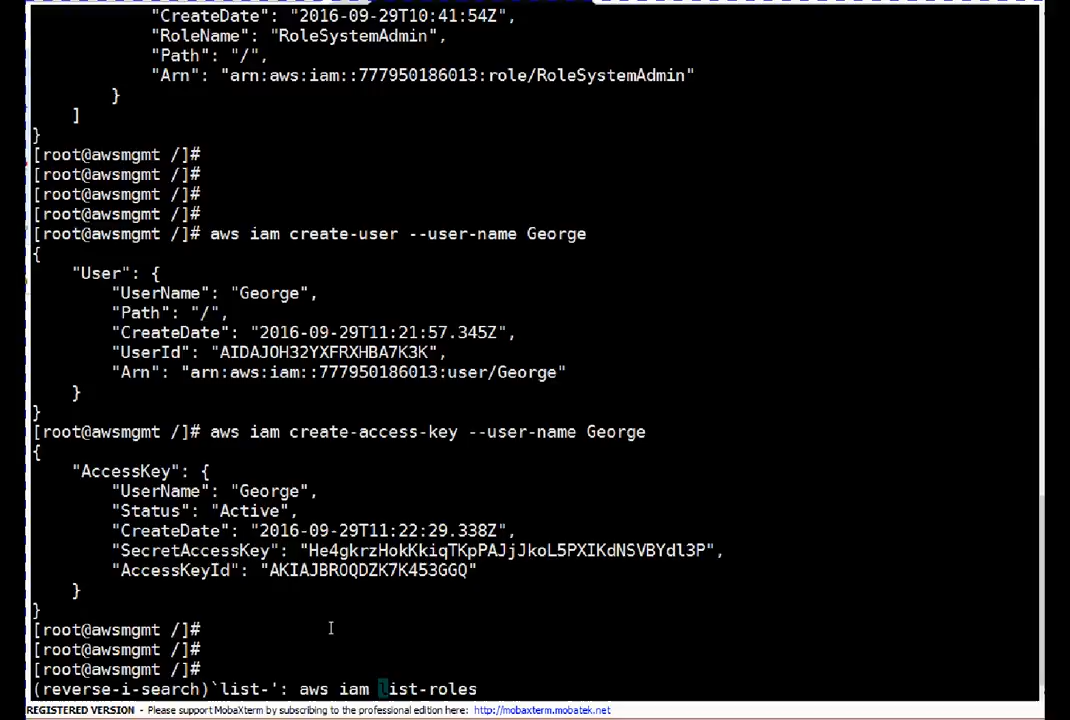 "CreateDate": "2016-09-29T10:41:54Z",
"RoleName": "RoleSystemAdmin",
"Path": "/",
"Arn": "arn:aws:iam::777950186013:role/RoleSystemAdmin"
}
]
}
[root@awsmgmt /]#
[root@awsmgmt /]#
[root@awsmgmt /]#
[root@awsmgmt /]#
[root@awsmgmt /]# aws iam create-user --user-name George
{
"User": {
"UserName": "George",
"Path": "/",
"CreateDate": "2016-09-29T11:21:57.345Z",
"UserId": "AIDAJOH32YXFRXHBA7K3K",
"Arn": "arn:aws:iam::777950186013:user/George"
}
}
[root@awsmgmt /]# aws iam create-access-key --user-name George
{
"AccessKey": {
"UserName": "George",
"Status": "Active",
"CreateDate": "2016-09-29T11:22:29.338Z",
"SecretAccessKey": "He4gkrzHokKkiqTKpPAJjJkoL5PXIKdNSVBYdl3P",
"AccessKeyId": "AKIAJBROQDZK7K453GGQ"
}
}
[root@awsmgmt /]#
[root@awsmgmt /]#
[root@awsmgmt /]#
(reverse-i-search)`list-': aws iam list-roles
REGISTERED VERSION - Please support MobaXterm by subscribing to the professional edition here: http://mobaxterm.mobatek.net